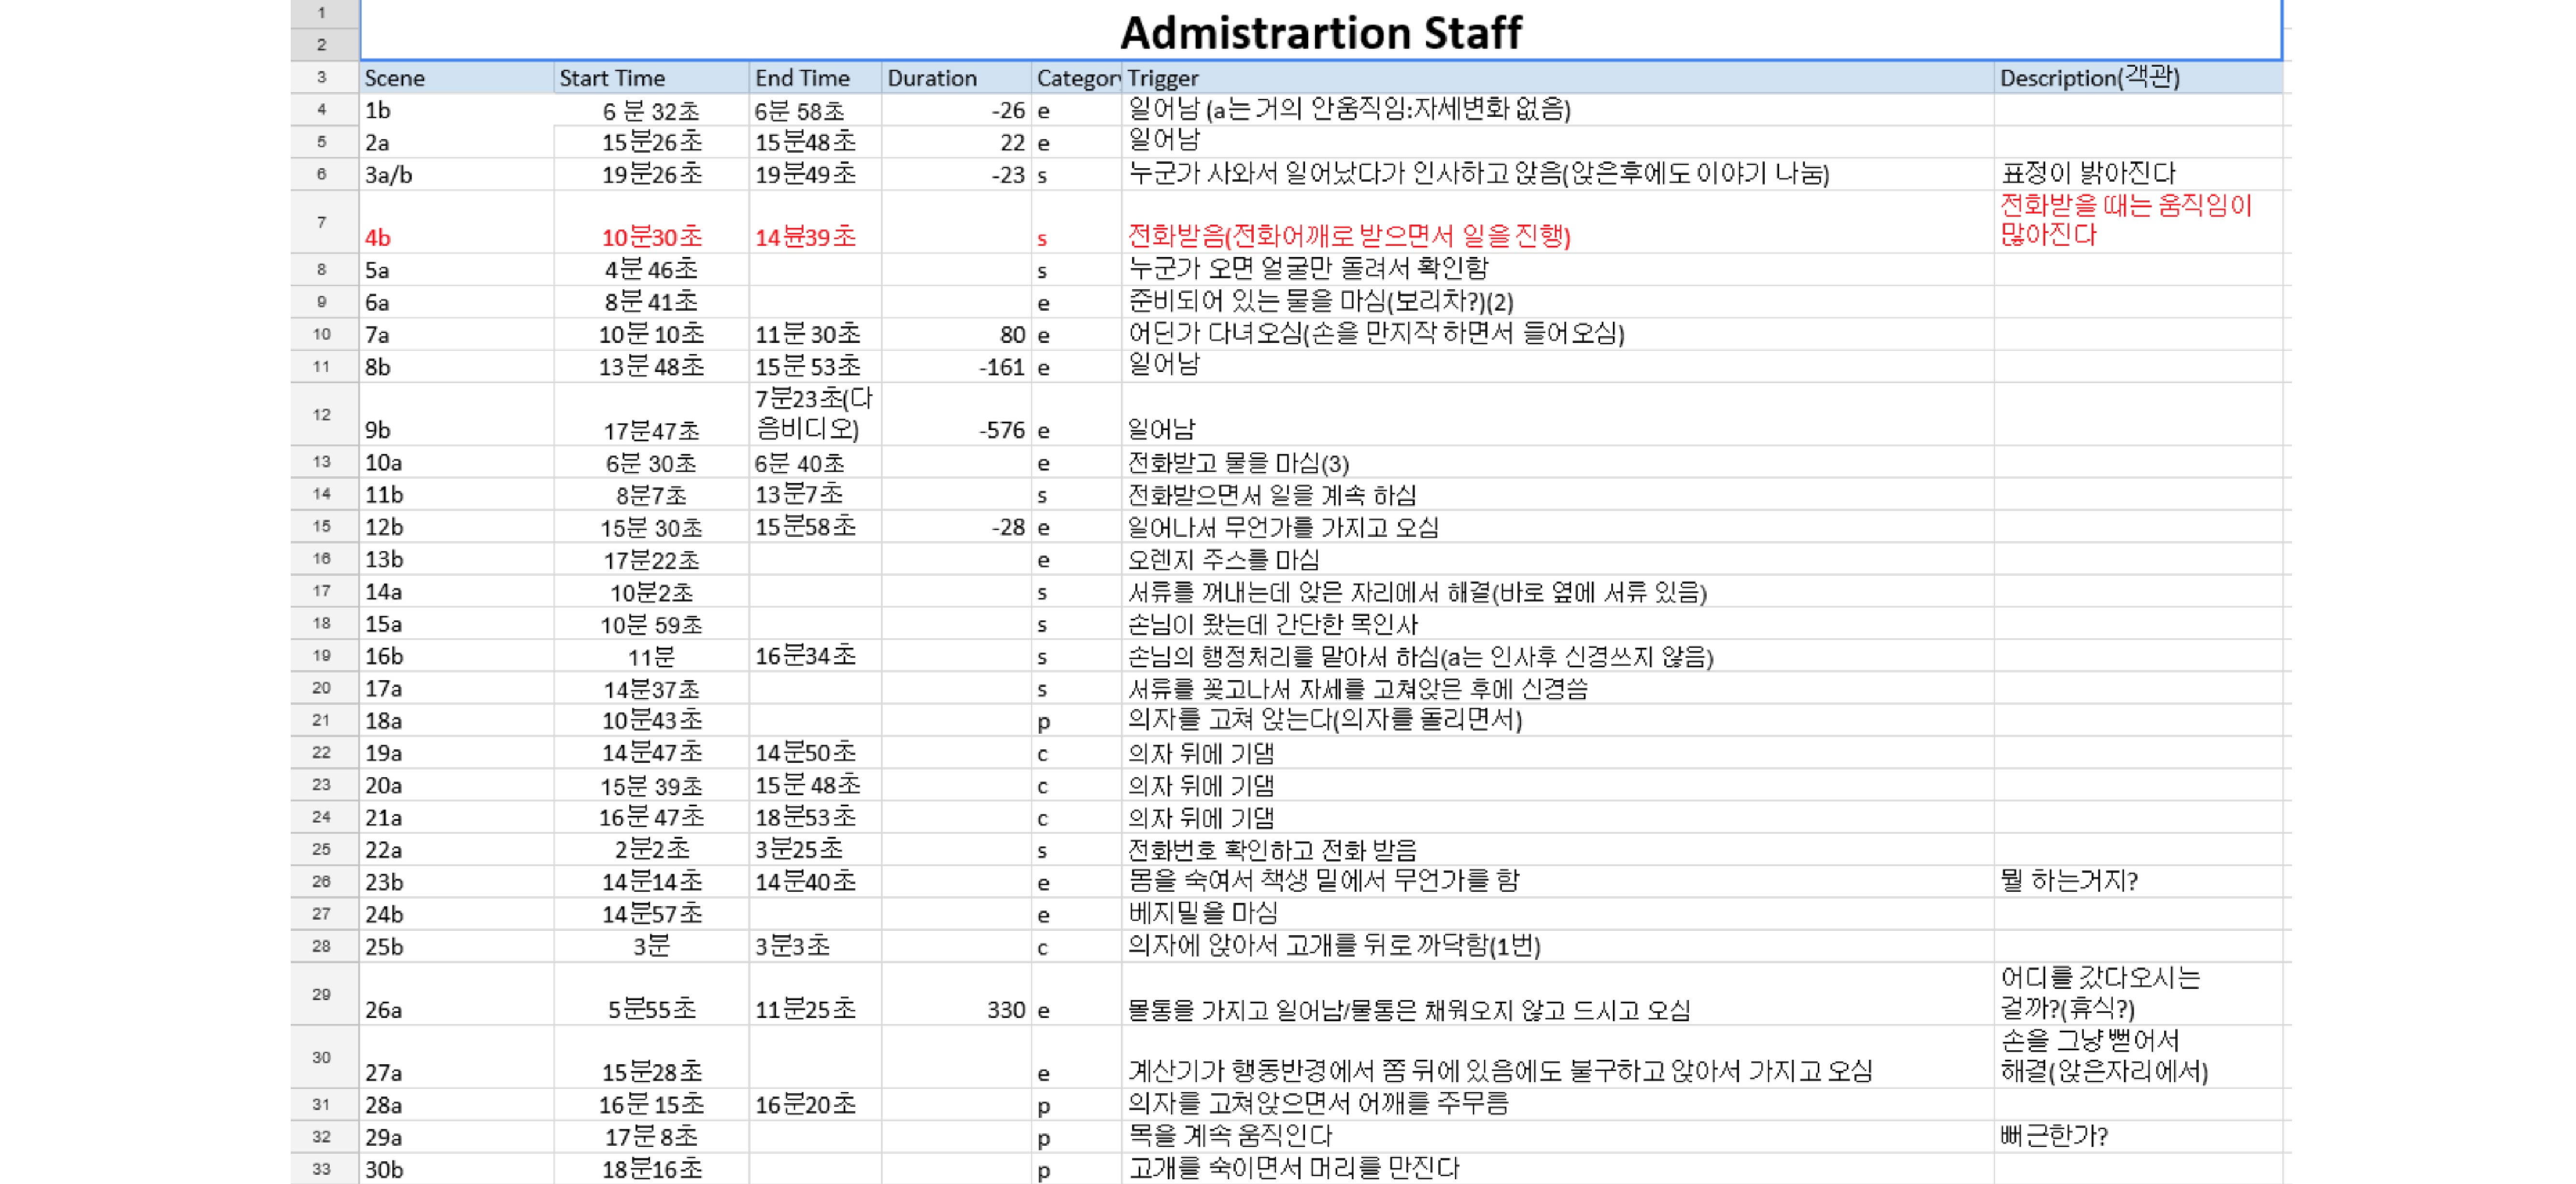 Admistrartion Staff
1
2
3 Scene Start Time End Time Duration Categor Trigger Description(객관)
4 1b 6 분 32초 6분 58초 -26 e 일어남 (a는 거의 안움직임:자세변화 없음)
5 2a 15분26초 15분48초 22 e 일어남
6 3a/b 19분26초 19분49초 -23 s 누군가 사와서 일어났다가 인사하고 앉음(앉은후에도 이야기 나눔) 표정이 밝아진다
7 4b 10분30초 14뷴39초 s 전화받음(전화어깨로 받으면서 일을 진행) 전화받을 때는 움직임이
많아진다
8 5a 4분 46초 s 누군가 오면 얼굴만 돌려서 확인함
9 6a 8분 41초 e 준비되어 있는 물을 마심(보리차?)(2)
10 7a 10분 10초 11분 30초 80 e 어딘가 다녀오심(손을 만지작 하면서 들어오심)
11 8b 13분 48초 15분 53초 -161 e 일어남
12 9b 17분47초 7분23초(다
음비디오) -576 e 일어남
13 10a 6분 30초 6분 40초 e 전화받고 물을 마심(3)
14 11b 8분7초 13분7초 s 전화받으면서 일을 계속 하심
15 12b 15분 30초 15분58초 -28 e 일어나서 무언가를 가지고 오심
16 13b 17분22초 e 오렌지 주스를 마심
17 14a 10분2초 s 서류를 꺼내는데 앉은 자리에서 해결(바로 옆에 서류 있음)
18 15a 10분 59초 s 손님이 왔는데 간단한 목인사
19 16b 11분 16분34초 s 손님의 행정처리를 맡아서 하심(a는 인사후 신경쓰지 않음)
20 17a 14분37초 s 서류를 꽂고나서 자세를 고쳐앉은 후에 신경씀
21 18a 10분43초 p 의자를 고쳐 앉는다(의자를 돌리면서)
22 19a 14분47초 14분50초 c 의자 뒤에 기댐
23 20a 15분 39초 15분 48초 c 의자 뒤에 기댐
24 21a 16분 47초 18분53초 c 의자 뒤에 기댐
25 22a 2분2초 3분25초 s 전화번호 확인하고 전화 받음
26 23b 14분14초 14분40초 e 몸을 숙여서 책생 밑에서 무언가를 함 뭘 하는거지?
27 24b 14분57초 e 베지밀을 마심
28 25b 3분 3분3초 c 의자에 앉아서 고개를 뒤로 까닥함(1번)
29 26a 5분55초 11분25초 330 e 물통을 가지고 일어남/물통은 채워오지 않고 드시고 오심 어디를 갔다오시는
걸까?(휴식?)
30 27a 15분28초 e 계산기가 행동반경에서 쫌 뒤에 있음에도 불구하고 앉아서 가지고 오심 손을 그냥 뻗어서
해결(앉은자리에서)
31 28a 16분 15초 16분20초 p 의자를 고쳐앉으면서 어깨를 주무름
32 29a 17분 8초 p 목을 계속 움직인다 뻐근한가?
33 30b 18분16초 p 고개를 숙이면서 머리를 만진다